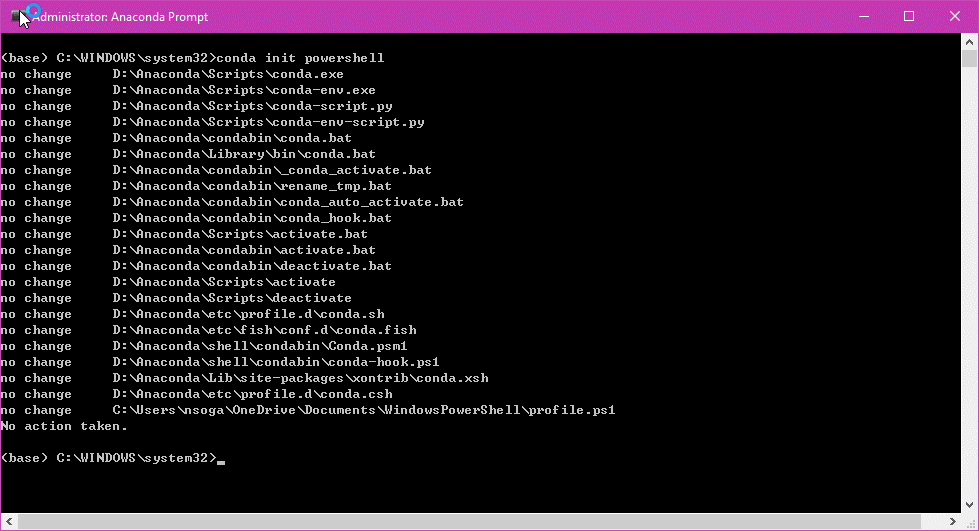 Administrator: Anaconda Prompt
(base) C:\WINDOWS\system32>conda init powershell
no change     D:\Anaconda\Scripts\conda.exe
no change     D:\Anaconda\Scripts\conda-env.exe
no change     D:\Anaconda\Scripts\conda-script.py
no change     D:\Anaconda\Scripts\conda-env-script.py
no change     D:\Anaconda\condabin\conda.bat
no change     D:\Anaconda\Library\bin\conda.bat
no change     D:\Anaconda\condabin\_conda_activate.bat
no change     D:\Anaconda\condabin\rename_tmp.bat
no change     D:\Anaconda\condabin\conda_auto_activate.bat
no change     D:\Anaconda\condabin\conda_hook.bat
no change     D:\Anaconda\Scripts\activate.bat
no change     D:\Anaconda\condabin\activate.bat
no change     D:\Anaconda\condabin\deactivate.bat
no change     D:\Anaconda\Scripts\activate
no change     D:\Anaconda\Scripts\deactivate
no change     D:\Anaconda\etc\profile.d\conda.sh
no change     D:\Anaconda\etc\fish\conf.d\conda.fish
no change     D:\Anaconda\shell\condabin\Conda.psm1
no change     D:\Anaconda\shell\condabin\conda-hook.ps1
no change     D:\Anaconda\Lib\site-packages\xontrib\conda.xsh
no change     D:\Anaconda\etc\profile.d\conda.csh
no change     C:\Users\nsoga\OneDrive\Documents\WindowsPowerShell\profile.ps1
No action taken.
(base) C:\WINDOWS\system32>